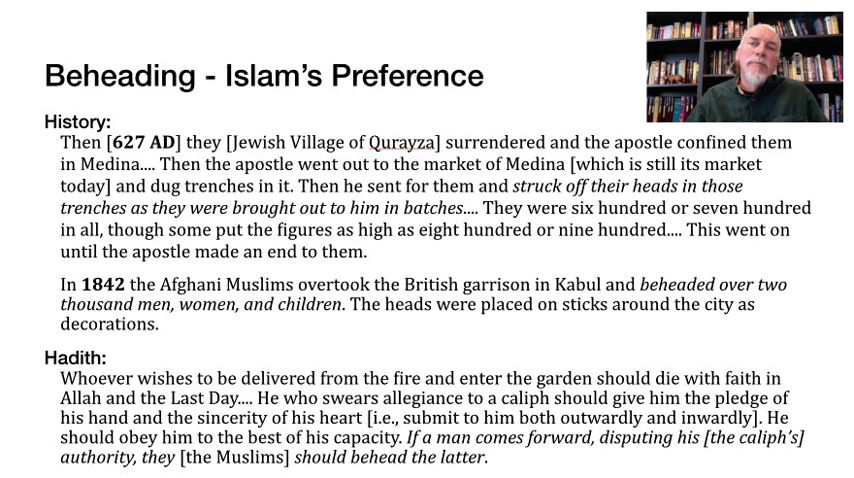 Beheading - Islam's Preference
History:
Then [627 AD] they [Jewish Village of Qurayza] surrendered and the apostle confined them
in Medina.... Then the apostle went out to the market of Medina [which is still its market
today] and dug trenches in it. Then he sent for them and struck off their heads in those
trenches as they were brought out to him in batches.... They were six hundred or seven hundred
in all, though some put the figures as high as eight hundred or nine hundred.... This went on
until the apostle made an end to them.
In 1842 the Afghani Muslims overtook the British garrison in Kabul and beheaded over two
thousand men, women, and children. The heads were placed on sticks around the city as
decorations.
Hadith:
Whoever wishes to be delivered from the fire and enter the garden should die with faith in
Allah and the Last Day.... He who swears allegiance to a caliph should give him the pledge of
his hand and the sincerity of his heart [i.e., submit to him both outwardly and inwardly]. He
should obey him to the best of his capacity. If a man comes forward, disputing his [the caliph's]
authority, they [the Muslims] should behead the latter.